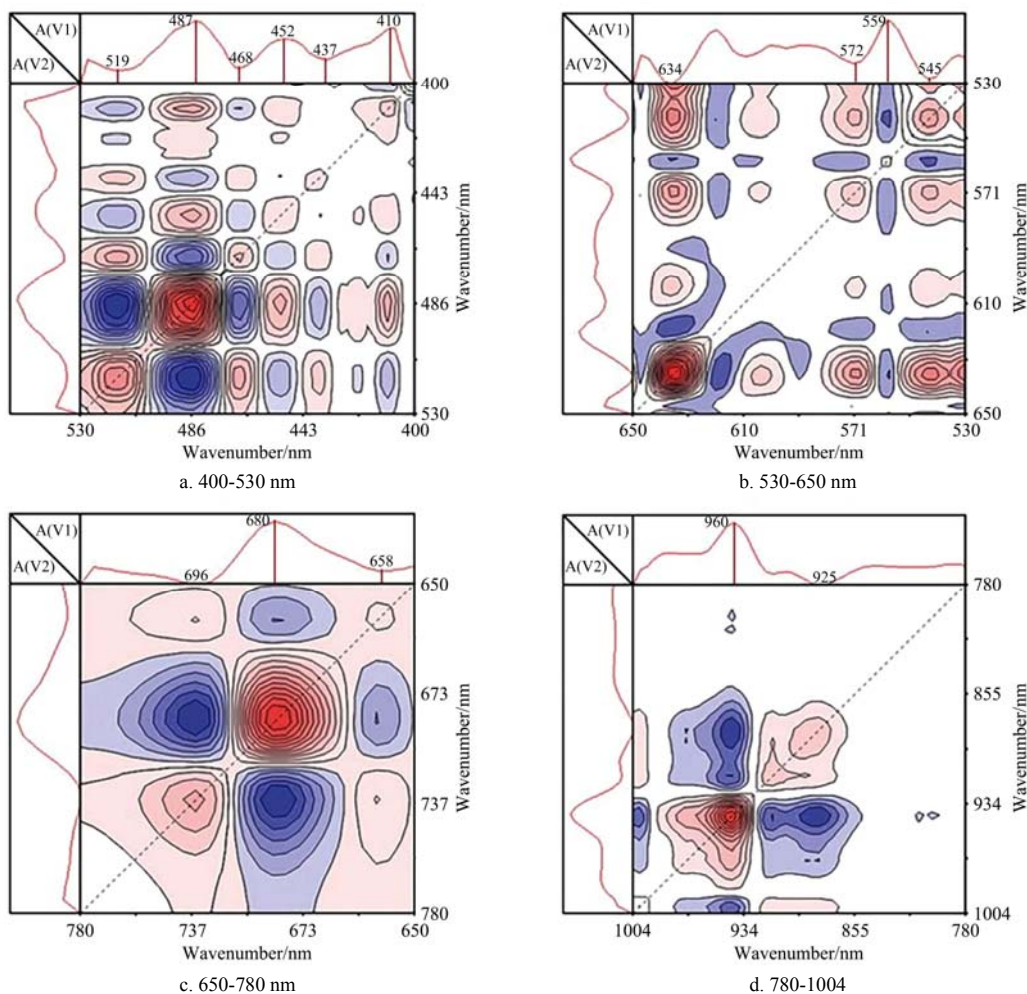 A(V1)
A(V2)
519
487
468
452
437
410
400
443
486
530
Wavenumber/nm
530
486
443
400
Wavenumber/nm
a. 400-530 nm
A(V1)
A(V2)
634
572
559
545
530
571
610
650
Wavenumber/nm
650
610
571
530
Wavenumber/nm
b. 530-650 nm
A(V1)
A(V2)
696
680
658
650
673
737
780
Wavenumber/nm
780
737
673
650
Wavenumber/nm
c. 650-780 nm
A(V1)
A(V2)
960
925
780
855
934
1004
Wavenumber/nm
1004
934
855
780
Wavenumber/nm
d. 780-1004